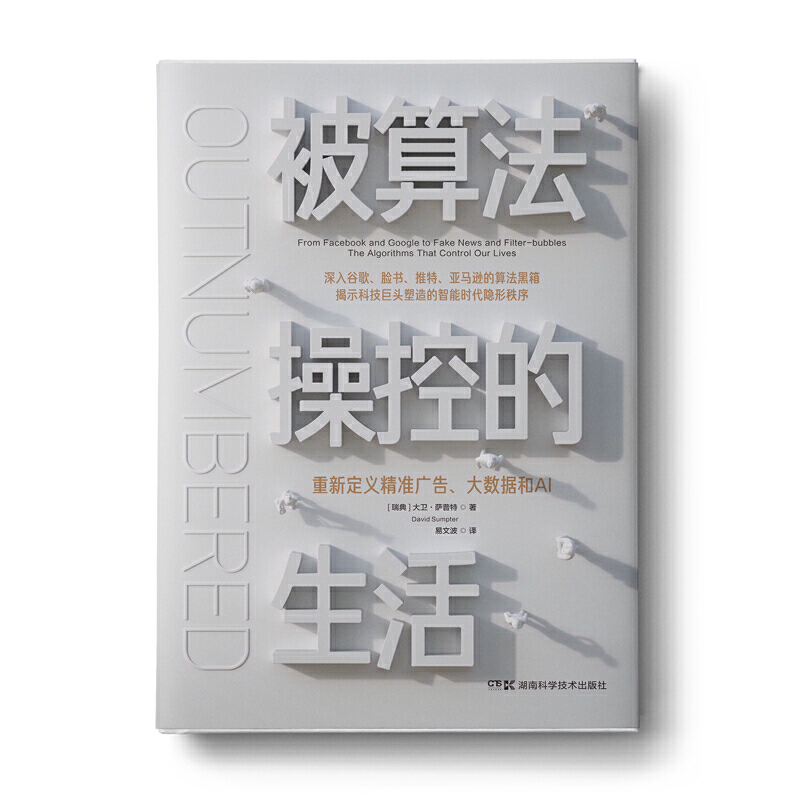 OUTNUMBERED
被算法
From Facebook and Google to Fake News and Filter-bubbles
The Algorithms That Control Our Lives
深入谷歌、脸书、推特、亚马逊的算法黑箱
揭示科技巨头塑造的智能时代隐形秩序
操控的
重新定义精准广告、大数据和AI
[瑞典]大卫·萨普特 ◎ 著
David Sumpter
易文波 ◎ 译
生活
湖南科学技术出版社